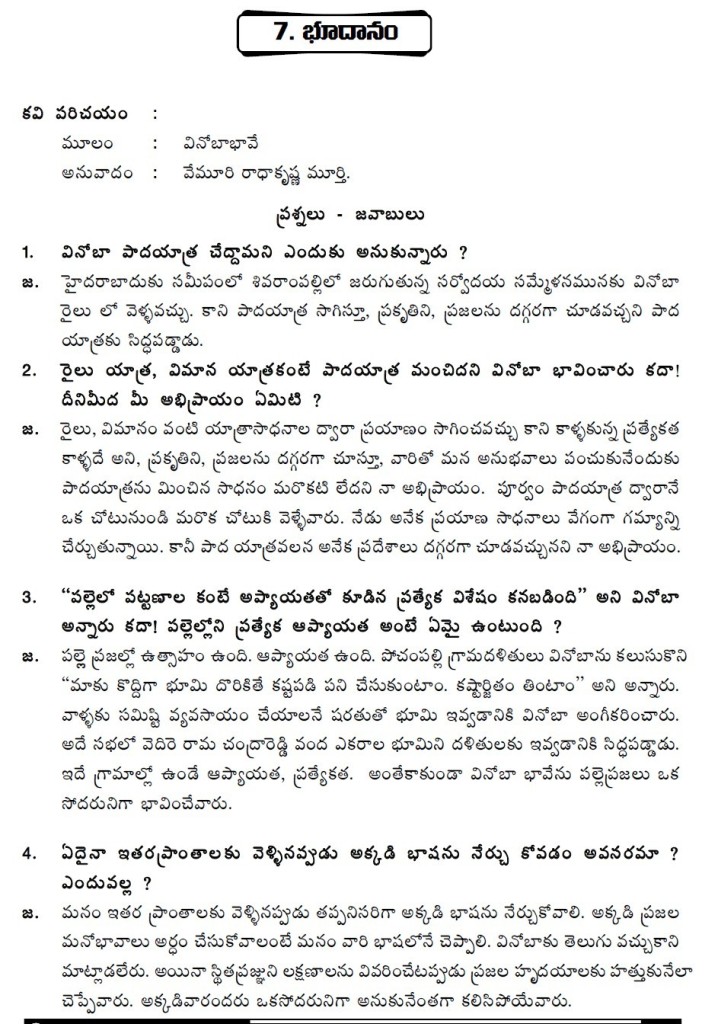 7. భూదానం
కవి పరిచయం :
మూలం : వినోబాభావే
అనువాదం : వేమూరి రాధాకృష్ణ మూర్తి.
ప్రశ్నలు - జవాబులు
1. వినోబా పాదయాత్ర చేద్దామని ఎందుకు అనుకున్నారు ?
జ. హైదరాబాదుకు సమీపంలో శివరాంపల్లిలో జరుగుతున్న సర్వోదయ సమ్మేళనమునకు వినోబా
రైలు లో వెళ్ళవచ్చు. కాని పాదయాత్ర సాగిస్తూ, ప్రకృతిని, ప్రజలను దగ్గరగా చూడవచ్చని పాద
యాత్రకు సిద్ధపడ్డాడు.
2. రైలు యాత్ర, విమాన యాత్రకంటే పాదయాత్ర మంచిదని వినోబా భావించారు కదా!
దీనిమీద మీ అభిప్రాయం ఏమిటి ?
జ. రైలు, విమానం వంటి యాత్రాసాధనాల ద్వారా ప్రయాణం సాగించవచ్చు కాని కాళ్ళకున్న ప్రత్యేకత
కాళ్ళదే అని, ప్రకృతిని, ప్రజలను దగ్గరగా చూస్తూ, వారితో మన అనుభవాలు పంచుకునేందుకు
పాదయాత్రను మించిన సాధనం మరొకటి లేదని నా అభిప్రాయం. పూర్వం పాదయాత్ర ద్వారానే
ఒక చోటునుండి మరొక చోటుకి వెళ్ళేవారు. నేడు అనేక ప్రయాణ సాధనాలు వేగంగా గమ్యాన్ని
చేర్చుతున్నాయి. కానీ పాద యాత్రవలన అనేక ప్రదేశాలు దగ్గరగా చూడవచ్చునని నా అభిప్రాయం.
3. “పల్లెలో పట్టణాల కంటే అప్యాయతతో కూడిన ప్రత్యేక విశేషం కనబడింది” అని వినోబా
అన్నారు కదా! పల్లెల్లోని ప్రత్యేక ఆప్యాయత అంటే ఏమై ఉంటుంది ?
జ. పల్లె ప్రజల్లో ఉత్సాహం ఉంది. ఆప్యాయత ఉంది. పోచంపల్లి గ్రామదళితులు వినోబాను కలుసుకొని
“మాకు కొద్దిగా భూమి దొరికితే కష్టపడి పని చేసుకుంటాం. కష్టార్జితం తింటాం” అని అన్నారు.
వాళ్ళకు సమిష్టి వ్యవసాయం చేయాలనే షరతుతో భూమి ఇవ్వడానికి వినోబా అంగీకరించారు.
అదే సభలో వెదిరె రామ చంద్రారెడ్డి వంద ఎకరాల భూమిని దళితులకు ఇవ్వడానికి సిద్ధపడ్డాడు.
ఇదే గ్రామాల్లో ఉండే ఆప్యాయత, ప్రత్యేకత. అంతేకాకుండా వినోబా భావేను పల్లెప్రజలు ఒక
సోదరునిగా భావించేవారు.
4. ఏదైనా ఇతరప్రాంతాలకు వెళ్ళినవ్వుడు అక్కడి భాషను నేర్చు కోవడం అవసరమా ?
ఎందువల్ల ?
జ. మనం ఇతర ప్రాంతాలకు వెళ్ళినప్పుడు తప్పనిసరిగా అక్కడి భాషను నేర్చుకోవాలి. అక్కడి ప్రజల
మనోభావాలు అర్ధం చేసుకోవాలంటే మనం వారి భాషలోనే చెప్పాలి. వినోబాకు తెలుగు వచ్చుకాని
మాట్లాడలేరు. అయినా స్థితప్రజ్ఞుని లక్షణాలను వివరించేటప్పుడు ప్రజల హృదయాలకు హత్తుకునేలా
చెప్పేవారు. అక్కడివారందరు ఒకసోదరునిగా అనుకునేంతగా కలిసిపోయేవారు.